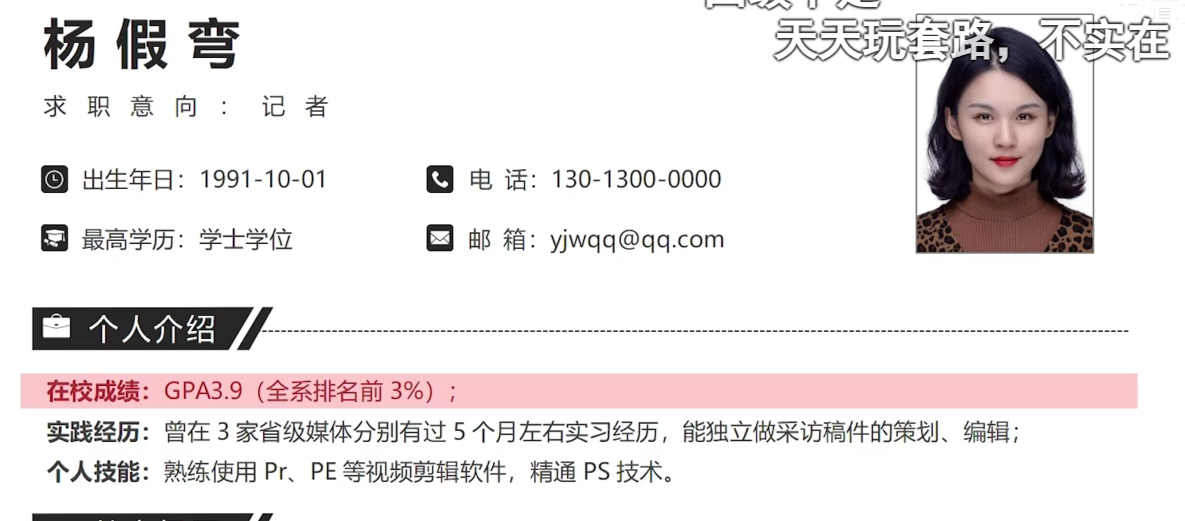 天天玩套路，不实在
杨假弯
求职意向：记者
出生年日：1991-10-01
电 话：130-1300-0000
最高学历：学士学位
邮 箱：yjwqq@qq.com
个人介绍
在校成绩：GPA3.9（全系排名前 3%）；
实践经历：曾在 3 家省级媒体分别有过 5 个月左右实习经历，能独立做采访稿件的策划、编辑；
个人技能：熟练使用 Pr、PE 等视频剪辑软件，精通 PS 技术。